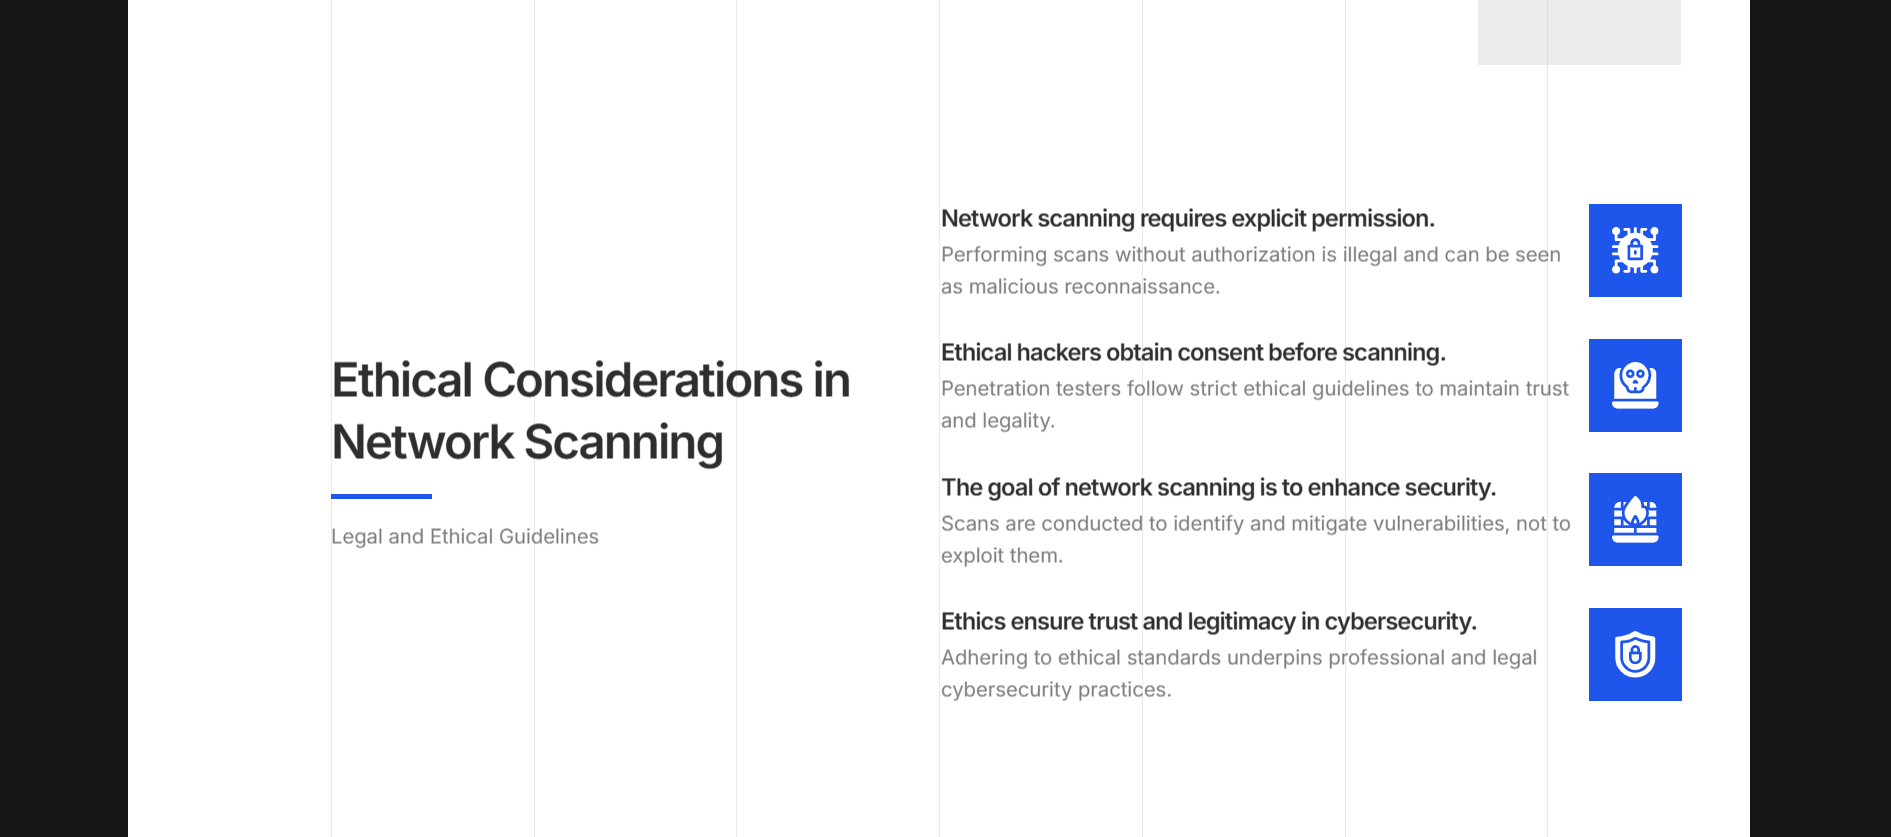 Ethical Considerations in
Network Scanning
Legal and Ethical Guidelines
Network scanning requires explicit permission.
Performing scans without authorization is illegal and can be seen
as malicious reconnaissance.
Ethical hackers obtain consent before scanning.
Penetration testers follow strict ethical guidelines to maintain trust
and legality.
The goal of network scanning is to enhance security.
Scans are conducted to identify and mitigate vulnerabilities, not to
exploit them.
Ethics ensure trust and legitimacy in cybersecurity.
Adhering to ethical standards underpins professional and legal
cybersecurity practices.